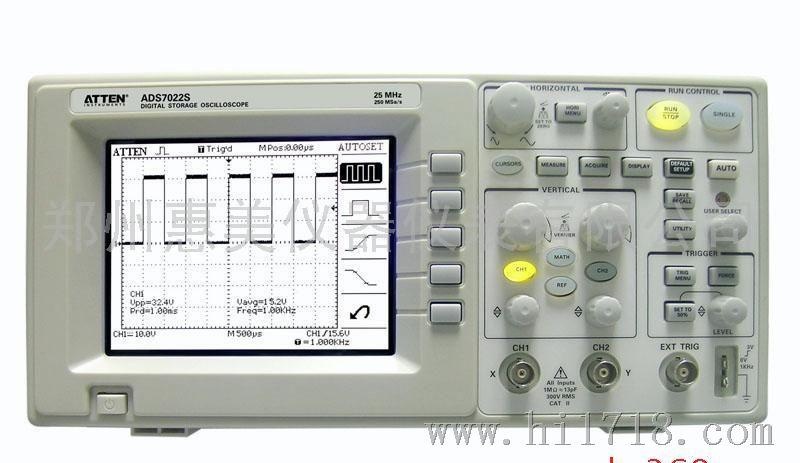 ATTEN
INSTRUMENTS
ADS7022S
DIGITAL STORAGE OSCILLOSCOPE
25 MHz
250 MSa/s
ATTEN
T Trig'd
M Pos:0.00μs
AUTOSET
CH1
Vpp=32.4V
Prd=1.00ms
Vavg=15.2V
Freq=1.00KHz
CH1=10.0V
M 500μs
CH1/15.6V
T =1.000KHz
HORIZONTAL
SET TO
ZERO
HORI
MENU
RUN CONTROL
RUN
STOP
SINGLE
CURSORS
MEASURE
ACQUIRE
DISPLAY
DEFAULT
SETUP
AUTO
SAVE
RECALL
USER SELECT
UTILITY
VERTICAL
VERNIER
MATH
CH1
CH2
REF
TRIGGER
TRIG
MENU
FORCE
SET TO
50%
LEVEL
CH1
CH2
EXT TRIG
X
Y
All Inputs
1MΩ≈13pF
300V RMS
CAT II
3V
0V
1KHz
郑州惠美仪器仪表有限公司
www.hi1718.com